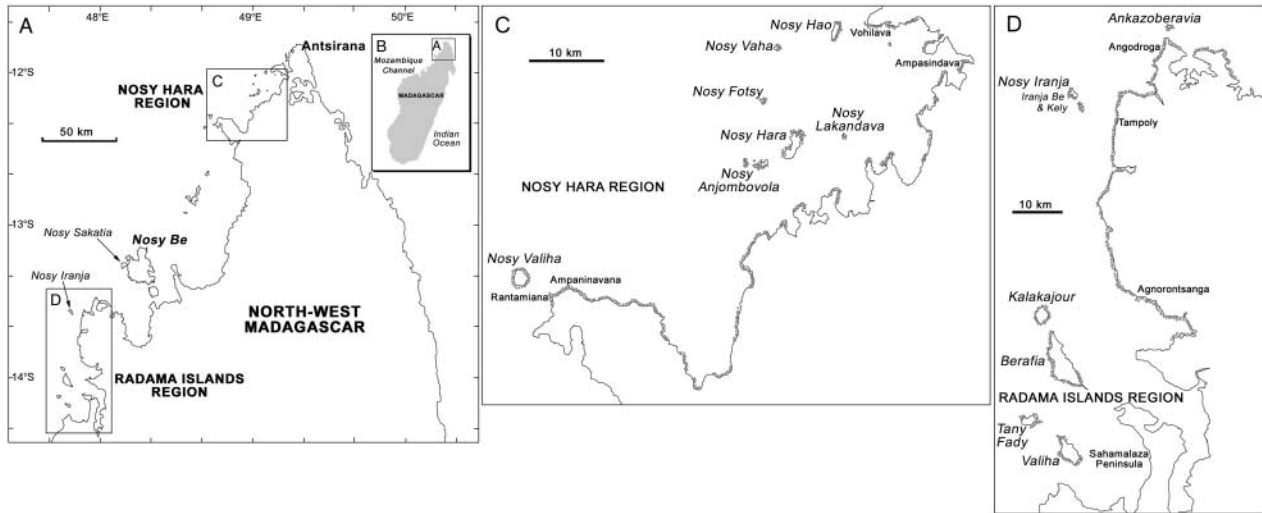 A
48°E
49°E
50°E
12°S
13°S
14°S
Antsirana
C
NOSY HARA
REGION
50 km
Nosy Sakatia
Nosy Be
Nosy Iranja
D
NORTH-WEST
MADAGASCAR
RADAMA ISLANDS
REGION
B
A
Mozambique
Channel
MADAGASCAR
Indian
Ocean
C
10 km
Nosy Hao
Vohilava
Nosy Vaha
Ampasindava
Nosy Fotsy
Nosy
Lakandava
Nosy Hara
Nosy
Anjombovola
NOSY HARA REGION
Nosy Valiha
Ampaninavana
Rantamiana
D
Ankazoberavia
Angodroga
Nosy Iranja
Iranja Be
& Kely
Tampoly
10 km
Agnorontsanga
Kalakajour
Berafia
RADAMA ISLANDS REGION
Tany
Fady
Valiha
Sahamalaza
Peninsula